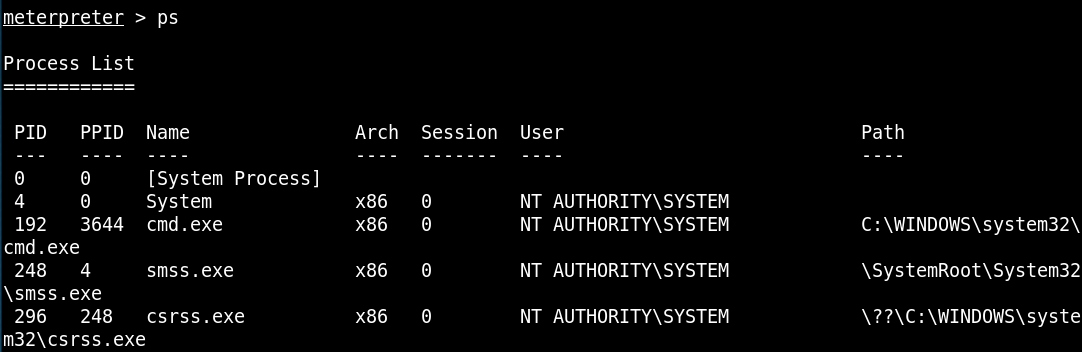 meterpreter > ps
Process List
============
PID PPID Name Arch Session User Path
--- ---- ---- ---- ------- ---- ----
0 0 [System Process]
4 0 System x86 0 NT AUTHORITY\SYSTEM
192 3644 cmd.exe x86 0 NT AUTHORITY\SYSTEM C:\WINDOWS\system32\
cmd.exe
248 4 smss.exe x86 0 NT AUTHORITY\SYSTEM \SystemRoot\System32
\smss.exe
296 248 csrss.exe x86 0 NT AUTHORITY\SYSTEM \??\C:\WINDOWS\syste
m32\csrss.exe